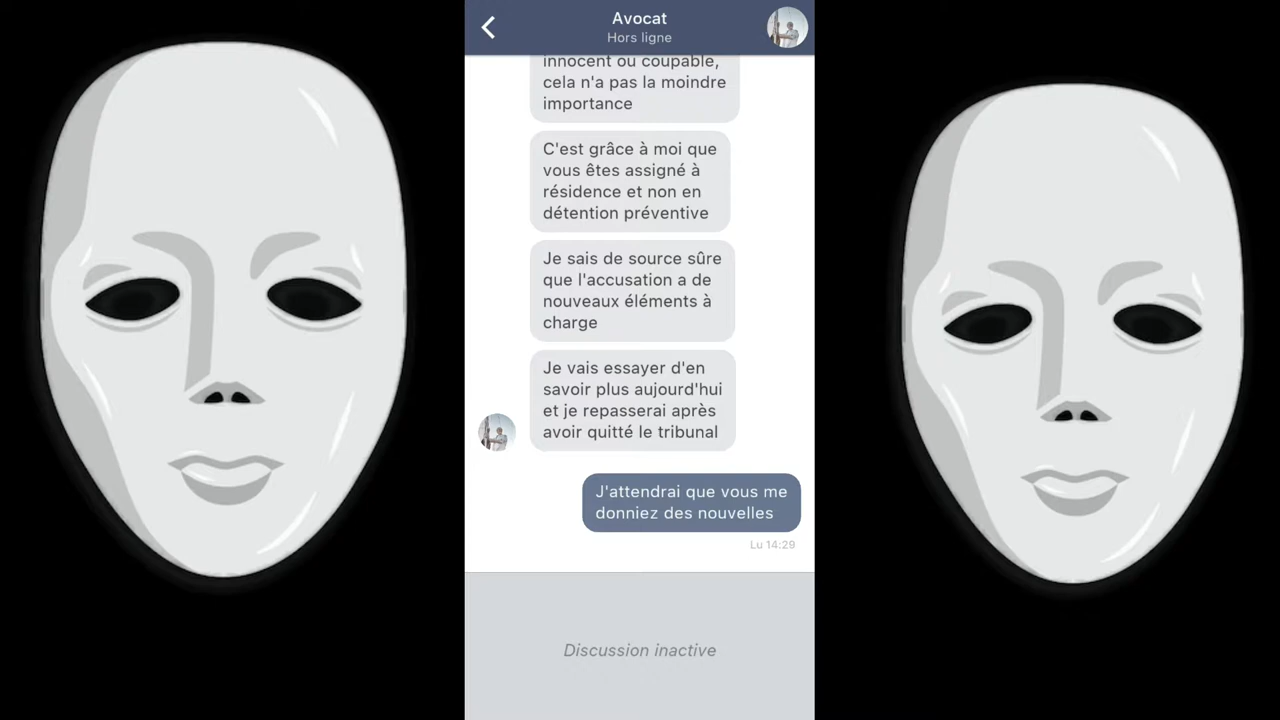 Avocat
Hors ligne
innocent ou coupable,
cela n'a pas la moindre
importance
C'est grâce à moi que
vous êtes assigné à
résidence et non en
détention préventive
Je sais de source sûre
que l'accusation a de
nouveaux éléments à
charge
Je vais essayer d'en
savoir plus aujourd'hui
et je repasserai après
avoir quitté le tribunal
J'attendrai que vous me
donniez des nouvelles
Lu 14:29
Discussion inactive